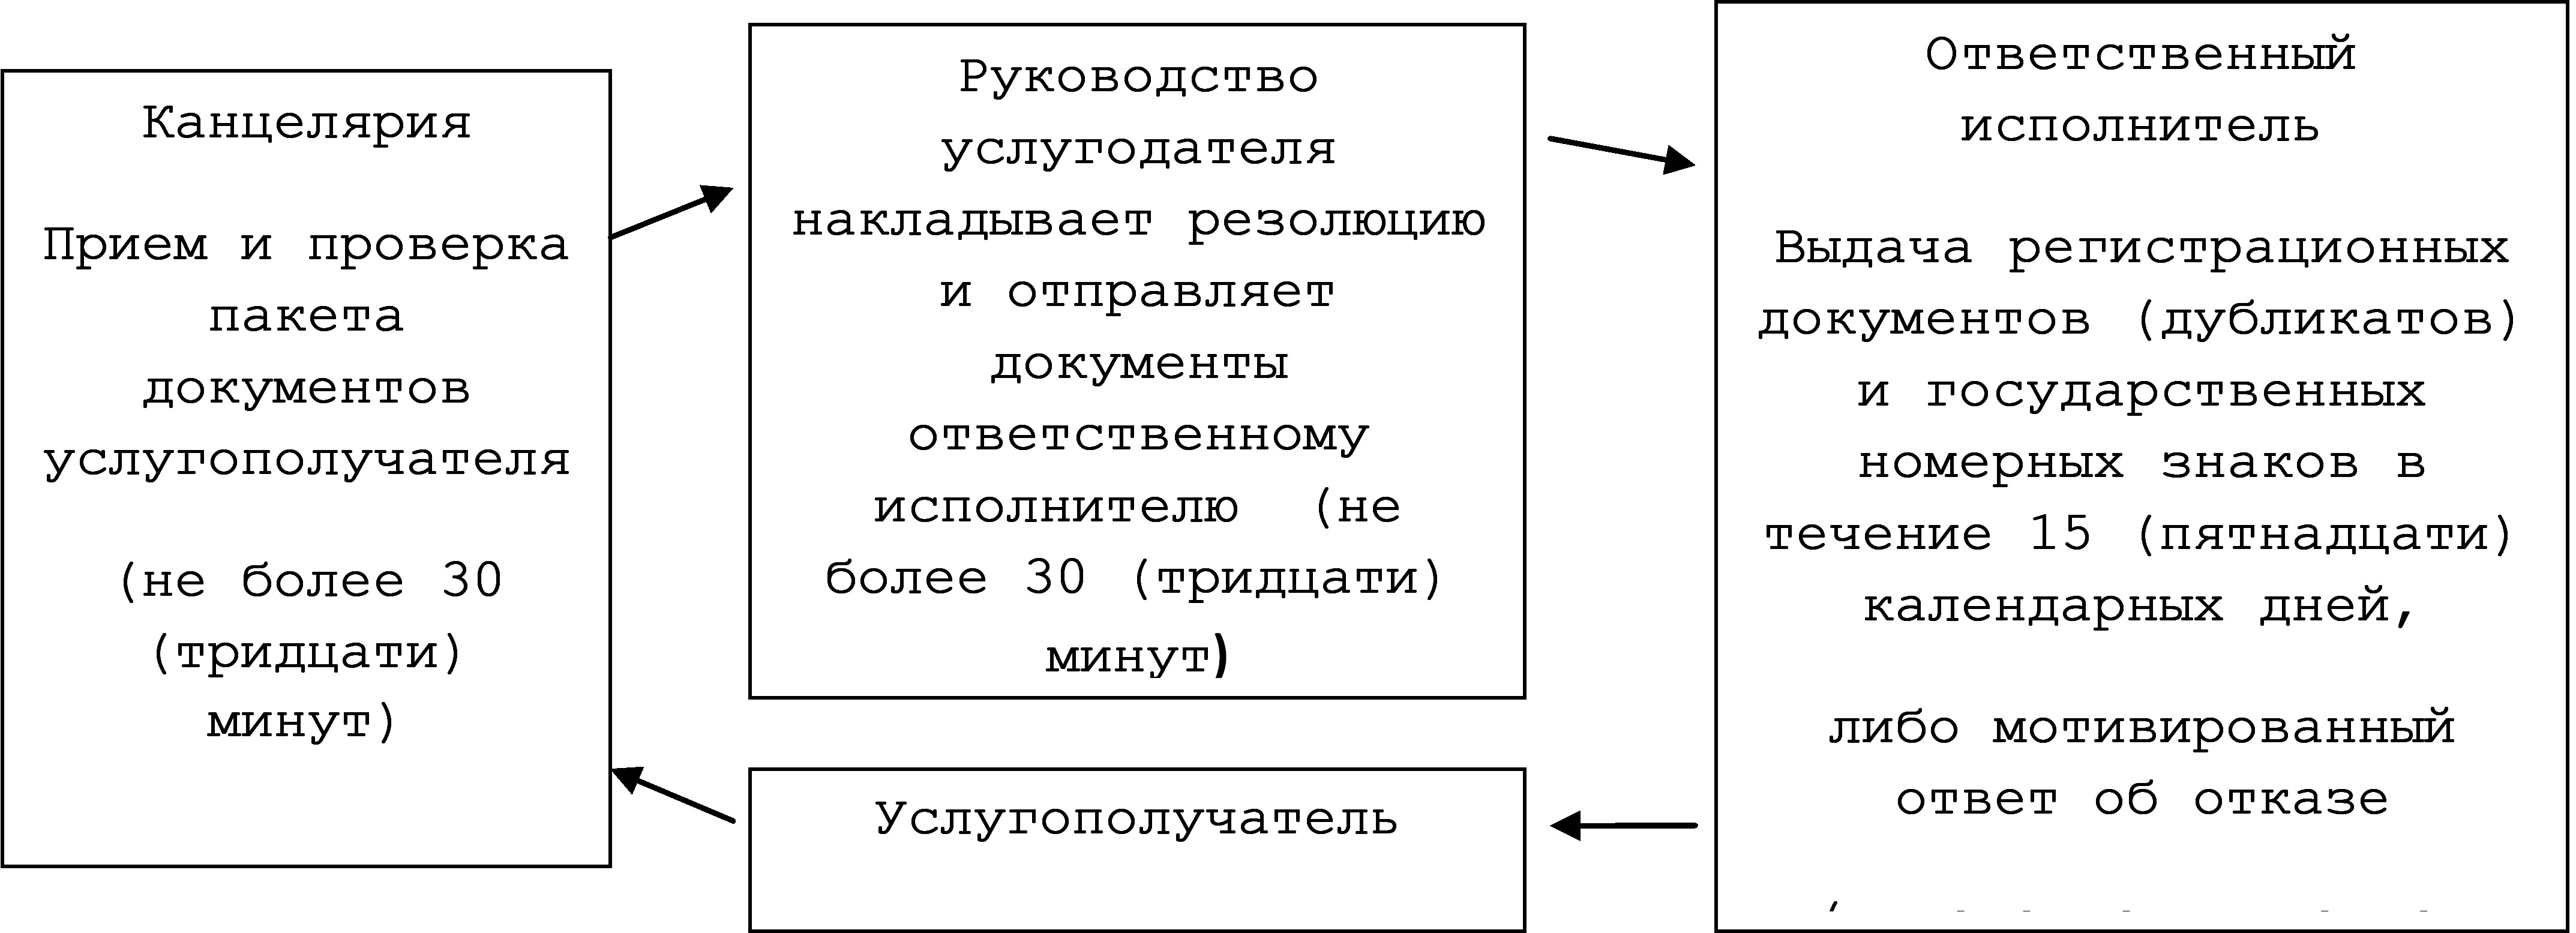 Канцелярия
Прием и проверка
пакета
документов
услугополучателя
(не более 30
(тридцати)
минут)
Руководство
услугодателя
накладывает резолюцию
и отправляет
документы
ответственному
исполнителю (не
более 30 (тридцати)
минут)
Ответственный
исполнитель
Выдача регистрационных
документов (дубликатов)
и государственных
номерных знаков в
течение 15 (пятнадцати)
календарных дней,
либо мотивированный
ответ об отказе
Услугополучатель